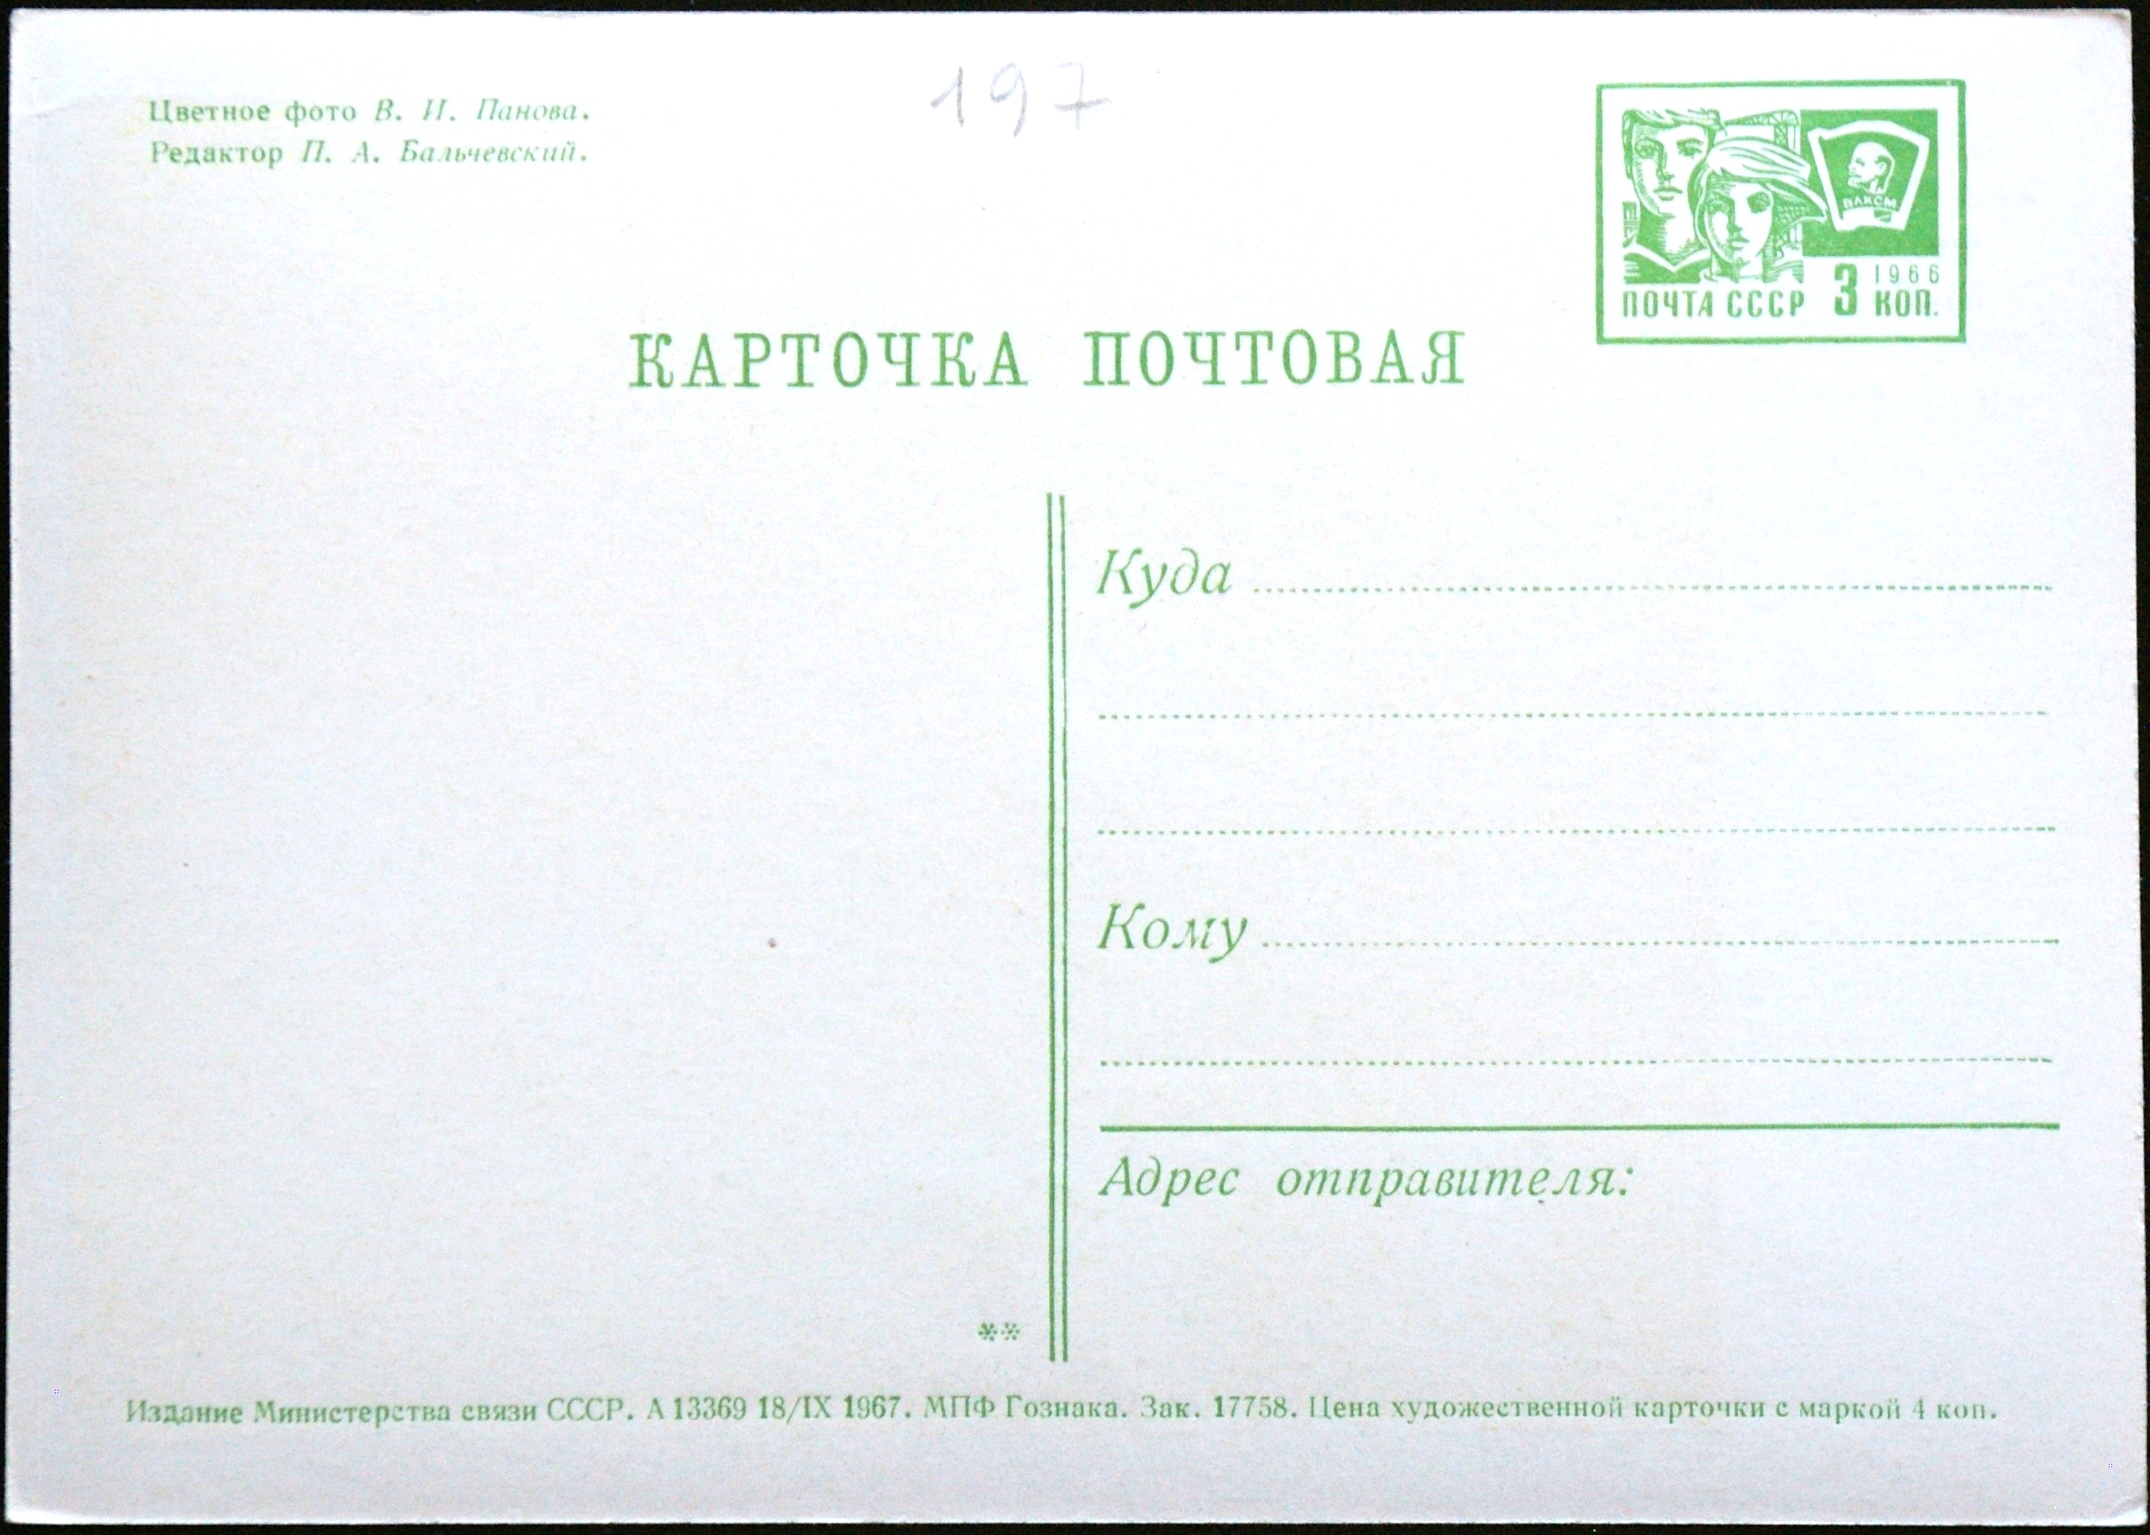 Цветное фото В. И. Панова.
Редактор П. А. Бальчевский.
197
ВЛКСМ
1966
ПОЧТА СССР 3 КОП.
КАРТОЧКА ПОЧТОВАЯ
Куда
Кому
Адрес отправителя:
**
Издание Министерства связи СССР. А 13369 18/IX 1967. МПФ Гознака. Зак. 17758. Цена художественной карточки с маркой 4 коп.